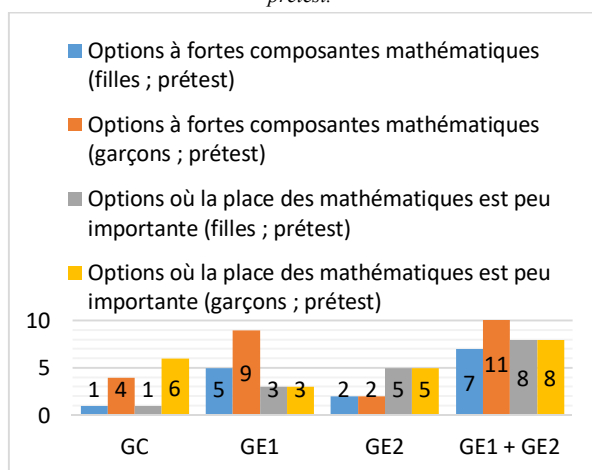 prétest.
Options à fortes composantes mathématiques
(filles ; prétest)
Options à fortes composantes mathématiques
(garçons ; prétest)
Options où la place des mathématiques est peu
importante (filles ; prétest)
Options où la place des mathématiques est peu
importante (garçons ; prétest)
10
5
0
1 4 1 6
5 9 3 3
2 2 5 5
7 11 8 8
GC GE1 GE2 GE1 + GE2